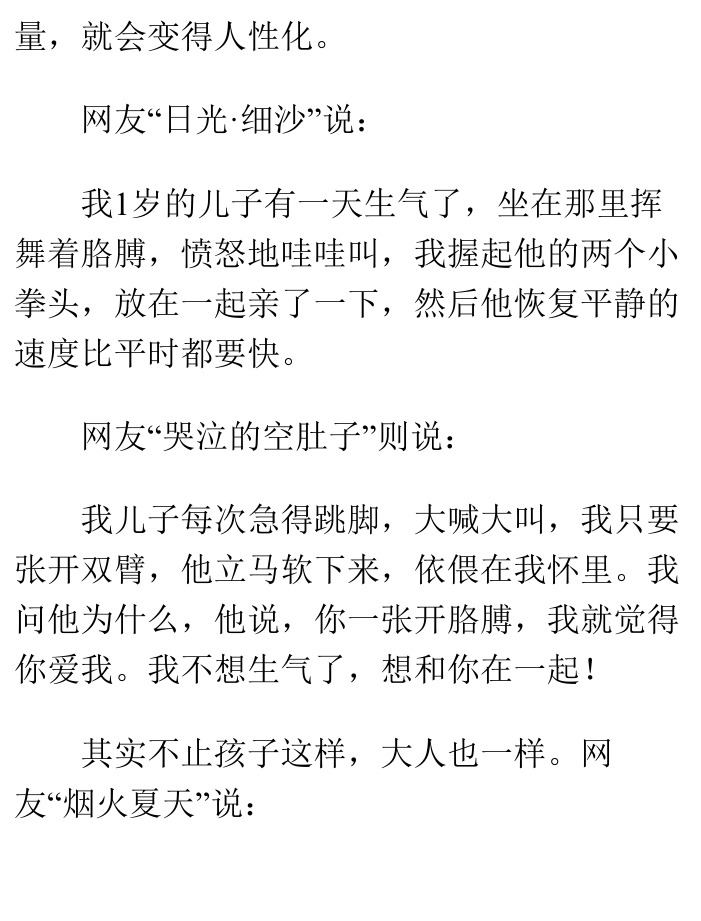 量，就会变得人性化。
网友“日光·细沙”说：
我1岁的儿子有一天生气了，坐在那里挥
舞着胳膊，愤怒地哇哇叫，我握起他的两个小
拳头，放在一起亲了一下，然后他恢复平静的
速度比平时都要快。
网友“哭泣的空肚子”则说：
我儿子每次急得跳脚，大喊大叫，我只要
张开双臂，他立马软下来，依偎在我怀里。我
问他为什么，他说，你一张开胳膊，我就觉得
你爱我。我不想生气了，想和你在一起！
其实不止孩子这样，大人也一样。网
友“烟火夏天”说：